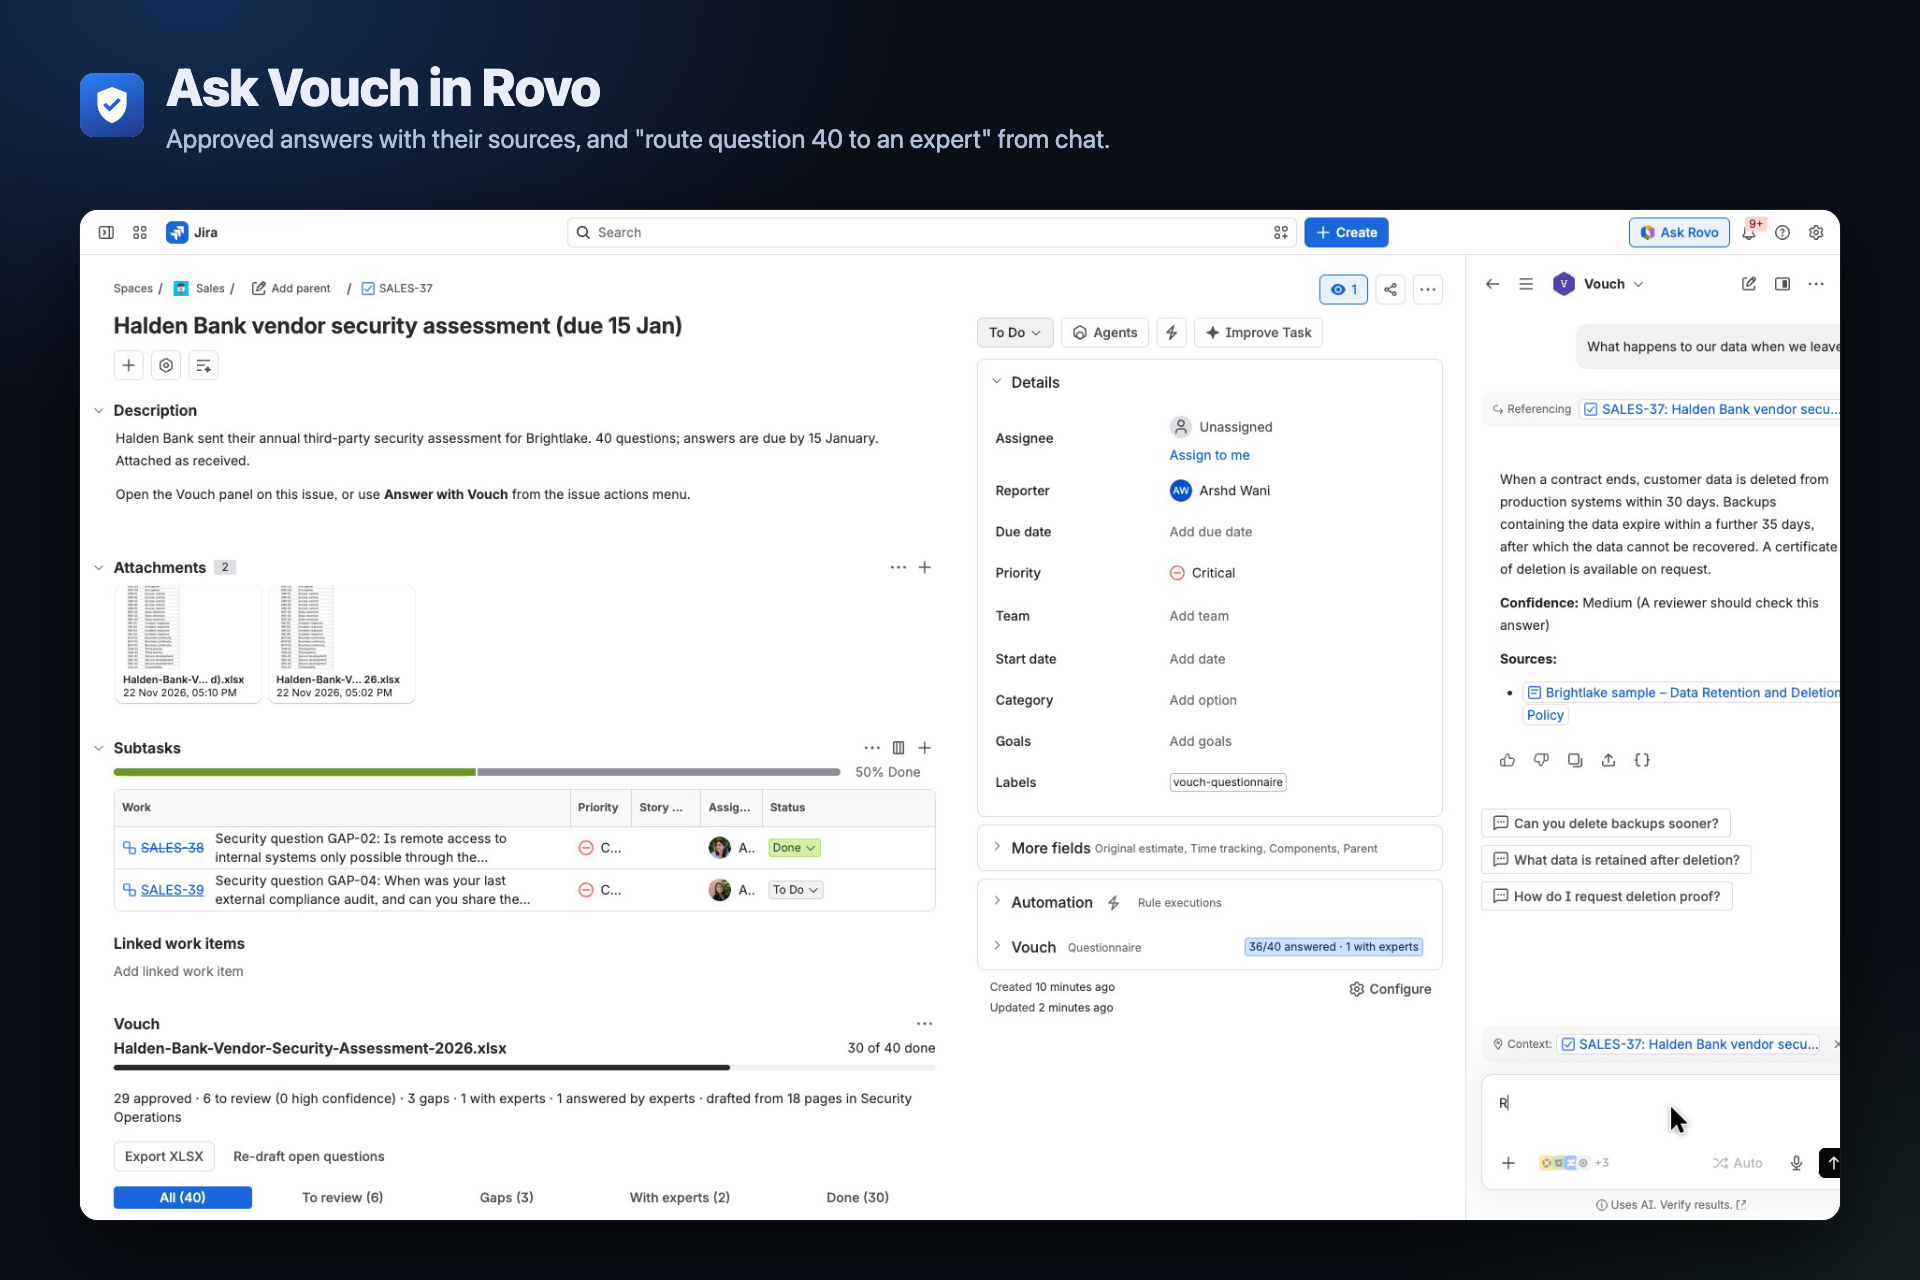 Ask Vouch in Rovo
Approved answers with their sources, and "route question 40 to an expert" from chat.
Jira
Search
Create
Ask Rovo
9+
Spaces /
Sales /
Add parent
/
SALES-37
1
Halden Bank vendor security assessment (due 15 Jan)
Description
Halden Bank sent their annual third-party security assessment for Brightlake. 40 questions; answers are due by 15 January.
Attached as received.
Open the Vouch panel on this issue, or use Answer with Vouch from the issue actions menu.
Attachments 2
Halden-Bank-V... d).xlsx
22 Nov 2026, 05:10 PM
Halden-Bank-V... 26.xlsx
22 Nov 2026, 05:02 PM
Subtasks
50% Done
Work Priority Story ... Assig... Status
SALES-38 Security question GAP-02: Is remote access to
internal systems only possible through the...
C... A.. Done
SALES-39 Security question GAP-04: When was your last
external compliance audit, and can you share the...
C... A.. To Do
Linked work items
Add linked work item
Vouch
Halden-Bank-Vendor-Security-Assessment-2026.xlsx
30 of 40 done
29 approved · 6 to review (0 high confidence) · 3 gaps · 1 with experts · 1 answered by experts · drafted from 18 pages in Security
Operations
Export XLSX
Re-draft open questions
All (40)
To review (6)
Gaps (3)
With experts (2)
Done (30)
To Do
Agents
Improve Task
Details
Assignee
Unassigned
Assign to me
Reporter
AW Arshd Wani
Due date
Add due date
Priority
Critical
Team
Add team
Start date
Add date
Category
Add option
Goals
Add goals
Labels
vouch-questionnaire
More fields Original estimate, Time tracking, Components, Parent
Automation Rule executions
Vouch Questionnaire
36/40 answered · 1 with experts
Created 10 minutes ago
Updated 2 minutes ago
Configure
V Vouch
What happens to our data when we leave
Referencing SALES-37: Halden Bank vendor secu...
When a contract ends, customer data is deleted from
production systems within 30 days. Backups
containing the data expire within a further 35 days,
after which the data cannot be recovered. A certificate
of deletion is available on request.
Confidence: Medium (A reviewer should check this
answer)
Sources:
• Brightlake sample – Data Retention and Deletion
Policy
Can you delete backups sooner?
What data is retained after deletion?
How do I request deletion proof?
Context: SALES-37: Halden Bank vendor secu...
R
+3
Auto
Uses AI. Verify results.